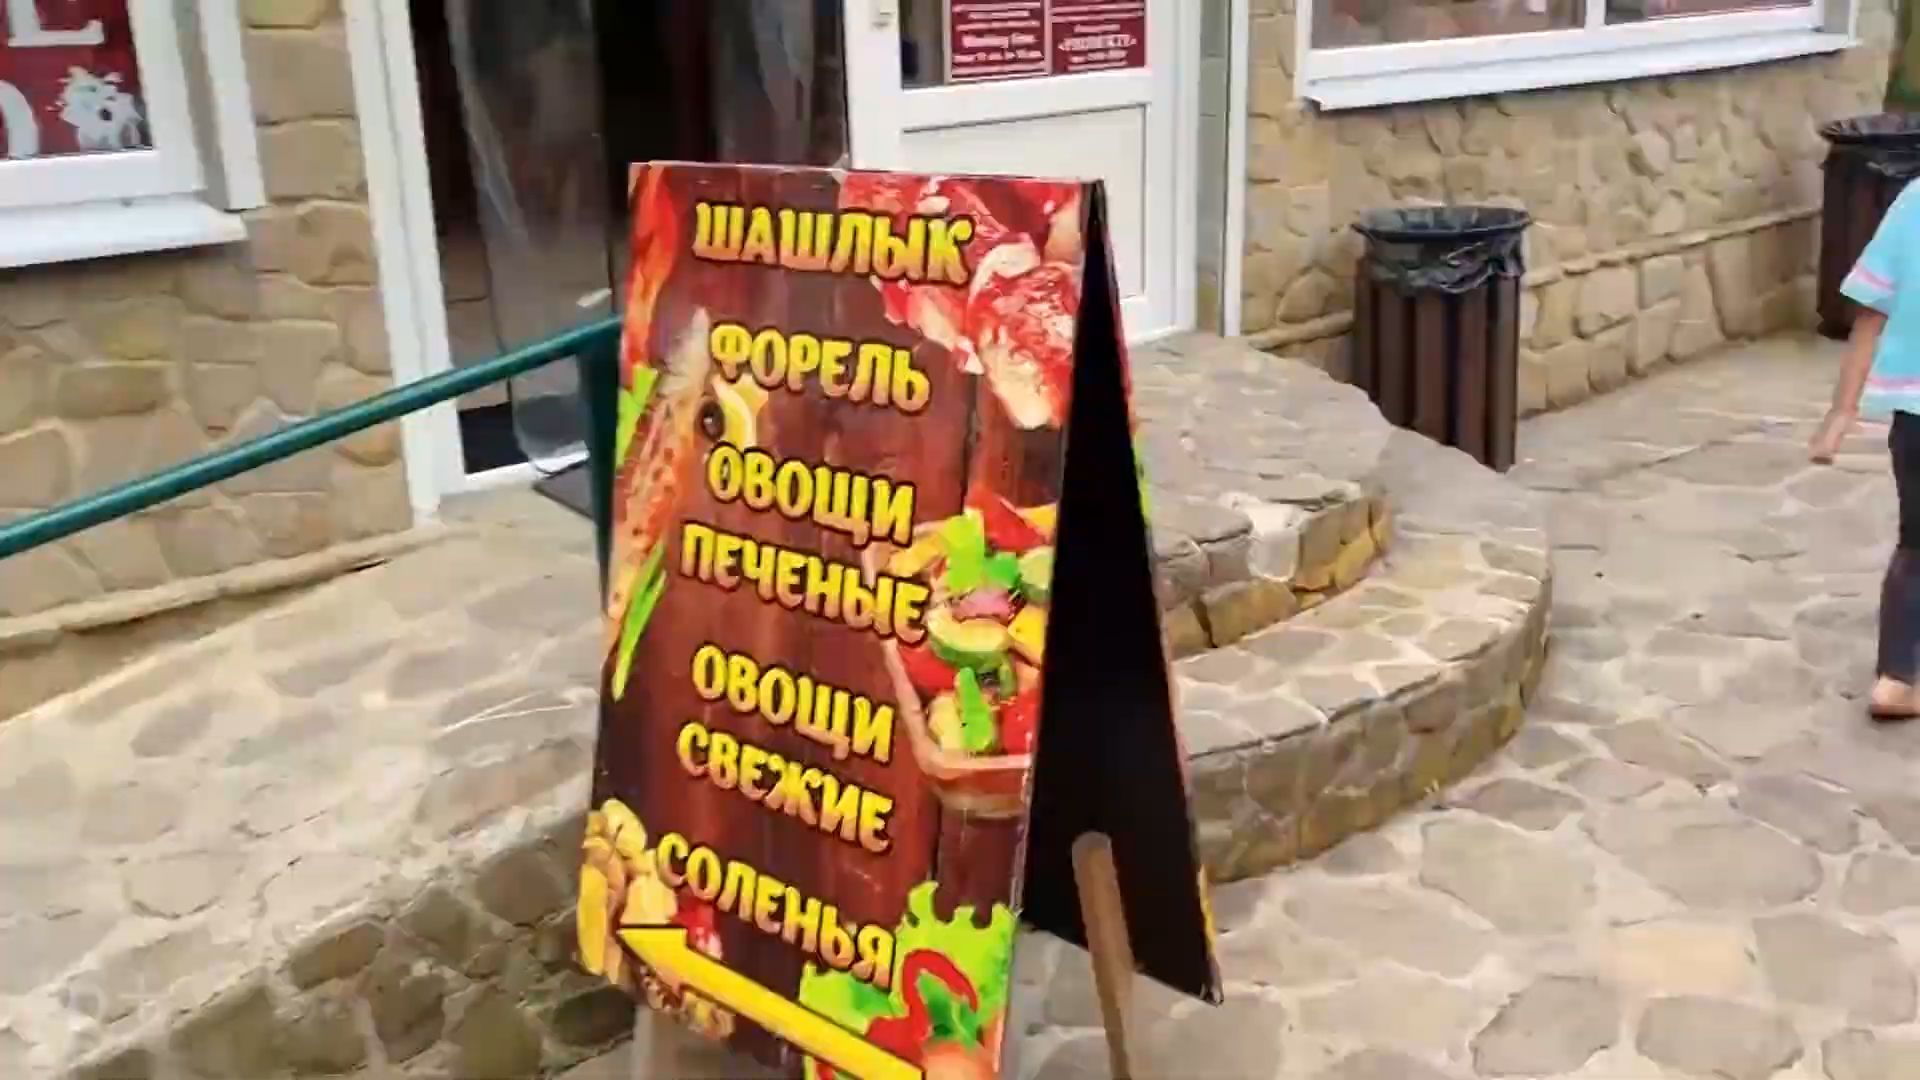 ШАШЛЫК
ФОРЕЛЬ
ОВОЩИ
ПЕЧЕНЫЕ
ОВОЩИ
СВЕЖИЕ
СОЛЕНЬЯ